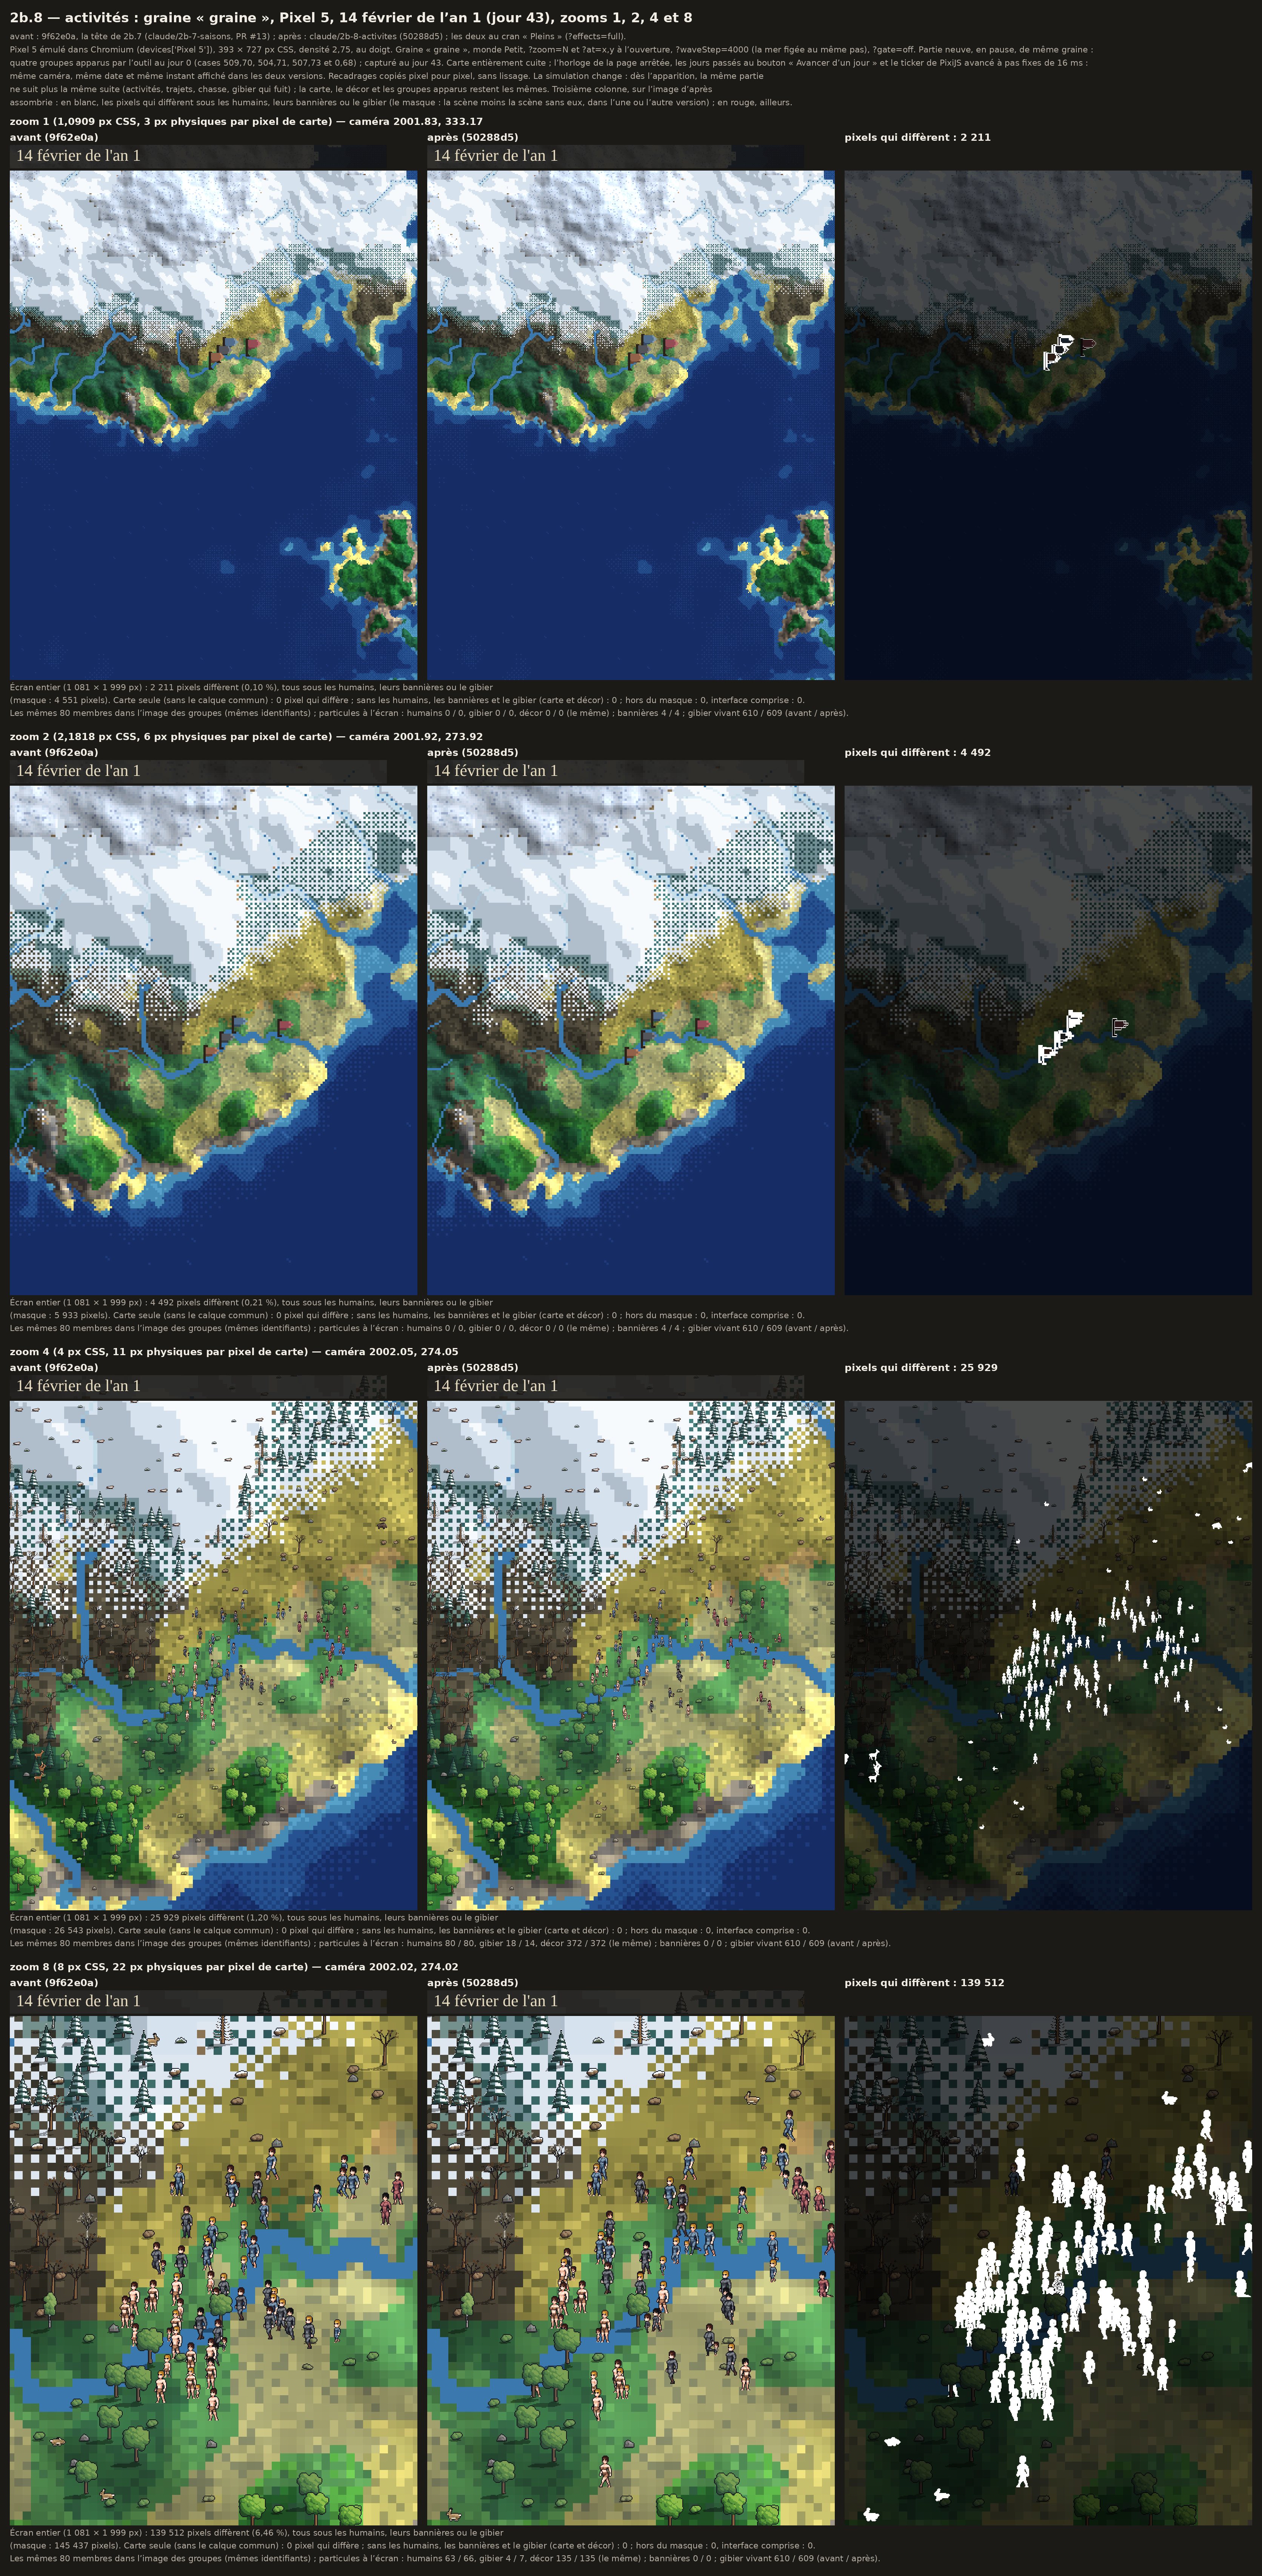 2b.8 — activités : graine « graine », Pixel 5, 14 février de l’an 1 (jour 43), zooms 1, 2, 4 et 8
avant : 9f62e0a, la tête de 2b.7 (claude/2b-7-saisons, PR #13) ; après : claude/2b-8-activites (50288d5) ; les deux au cran « Pleins » (?effects=full).
Pixel 5 émulé dans Chromium (devices['Pixel 5']), 393 × 727 px CSS, densité 2,75, au doigt. Graine « graine », monde Petit, ?zoom=N et ?at=x,y à l’ouverture, ?waveStep=4000 (la mer figée au même pas), ?gate=off. Partie neuve, en pause, de même graine :
quatre groupes apparus par l’outil au jour 0 (cases 509,70, 504,71, 507,73 et 0,68) ; capturé au jour 43. Carte entièrement cuite ; l’horloge de la page arrêtée, les jours passés au bouton « Avancer d’un jour » et le ticker de PixiJS avancé à pas fixes de 16 ms :
même caméra, même date et même instant affiché dans les deux versions. Recadrages copiés pixel pour pixel, sans lissage. La simulation change : dès l’apparition, la même partie
ne suit plus la même suite (activités, trajets, chasse, gibier qui fuit) ; la carte, le décor et les groupes apparus restent les mêmes. Troisième colonne, sur l’image d’après
assombrie : en blanc, les pixels qui diffèrent sous les humains, leurs bannières ou le gibier (le masque : la scène moins la scène sans eux, dans l’une ou l’autre version) ; en rouge, ailleurs.
zoom 1 (1,0909 px CSS, 3 px physiques par pixel de carte) — caméra 2001.83, 333.17
avant (9f62e0a)
après (50288d5)
pixels qui diffèrent : 2 211
14 février de l'an 1
14 février de l'an 1
Écran entier (1 081 × 1 999 px) : 2 211 pixels diffèrent (0,10 %), tous sous les humains, leurs bannières ou le gibier
(masque : 4 551 pixels). Carte seule (sans le calque commun) : 0 pixel qui diffère ; sans les humains, les bannières et le gibier (carte et décor) : 0 ; hors du masque : 0, interface comprise : 0.
Les mêmes 80 membres dans l’image des groupes (mêmes identifiants) ; particules à l’écran : humains 0 / 0, gibier 0 / 0, décor 0 / 0 (le même) ; bannières 4 / 4 ; gibier vivant 610 / 609 (avant / après).
zoom 2 (2,1818 px CSS, 6 px physiques par pixel de carte) — caméra 2001.92, 273.92
avant (9f62e0a)
après (50288d5)
pixels qui diffèrent : 4 492
14 février de l'an 1
14 février de l'an 1
Écran entier (1 081 × 1 999 px) : 4 492 pixels diffèrent (0,21 %), tous sous les humains, leurs bannières ou le gibier
(masque : 5 933 pixels). Carte seule (sans le calque commun) : 0 pixel qui diffère ; sans les humains, les bannières et le gibier (carte et décor) : 0 ; hors du masque : 0, interface comprise : 0.
Les mêmes 80 membres dans l’image des groupes (mêmes identifiants) ; particules à l’écran : humains 0 / 0, gibier 0 / 0, décor 0 / 0 (le même) ; bannières 4 / 4 ; gibier vivant 610 / 609 (avant / après).
zoom 4 (4 px CSS, 11 px physiques par pixel de carte) — caméra 2002.05, 274.05
avant (9f62e0a)
après (50288d5)
pixels qui diffèrent : 25 929
14 février de l'an 1
14 février de l'an 1
Écran entier (1 081 × 1 999 px) : 25 929 pixels diffèrent (1,20 %), tous sous les humains, leurs bannières ou le gibier
(masque : 26 543 pixels). Carte seule (sans le calque commun) : 0 pixel qui diffère ; sans les humains, les bannières et le gibier (carte et décor) : 0 ; hors du masque : 0, interface comprise : 0.
Les mêmes 80 membres dans l’image des groupes (mêmes identifiants) ; particules à l’écran : humains 80 / 80, gibier 18 / 14, décor 372 / 372 (le même) ; bannières 0 / 0 ; gibier vivant 610 / 609 (avant / après).
zoom 8 (8 px CSS, 22 px physiques par pixel de carte) — caméra 2002.02, 274.02
avant (9f62e0a)
après (50288d5)
pixels qui diffèrent : 139 512
14 février de l'an 1
14 février de l'an 1
Écran entier (1 081 × 1 999 px) : 139 512 pixels diffèrent (6,46 %), tous sous les humains, leurs bannières ou le gibier
(masque : 145 437 pixels). Carte seule (sans le calque commun) : 0 pixel qui diffère ; sans les humains, les bannières et le gibier (carte et décor) : 0 ; hors du masque : 0, interface comprise : 0.
Les mêmes 80 membres dans l’image des groupes (mêmes identifiants) ; particules à l’écran : humains 63 / 66, gibier 4 / 7, décor 135 / 135 (le même) ; bannières 0 / 0 ; gibier vivant 610 / 609 (avant / après).